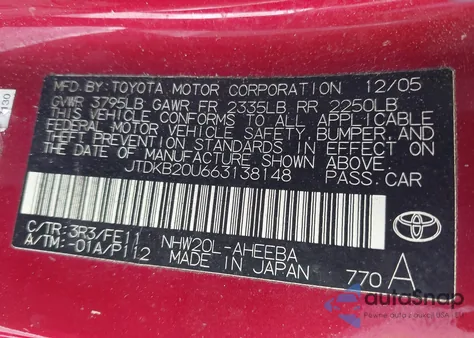 MFD.BY:TOYOTA MOTOR CORPORATION 12/05
GVWR 3795LB GAWR FR 2335LB RR 2250LB
THIS VEHICLE CONFORMS TO ALL APPLICABLE
FEDERAL MOTOR VEHICLE SAFETY, BUMPER, AND
THEFT PREVENTION STANDARDS IN EFFECT ON
THE DATE OF MANUFACTURE SHOWN ABOVE.
JTDKB20U663138148 PASS.CAR
C/TR:3R3/FE11 NHW20L-AHEEBA
A/TM:-01A/P112 MADE IN JAPAN
TOYOTA
770 A
130
autoSnap